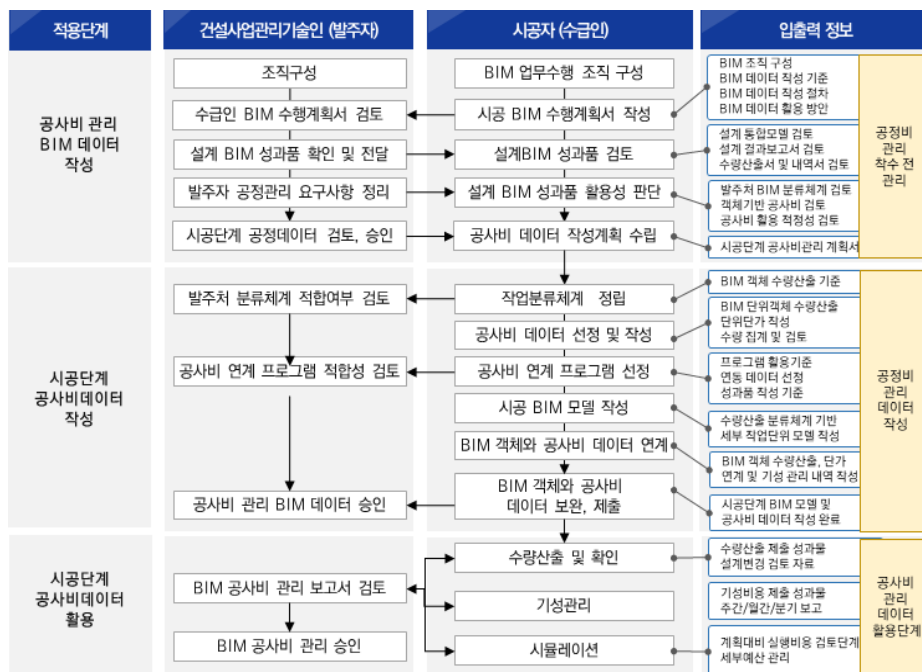 적용단계
건설사업관리기술인 (발주자)
시공자 (수급인)
입출력 정보
공사비 관리
BIM 데이터
작성
조직구성
수급인 BIM 수행계획서 검토
설계 BIM 성과품 확인 및 전달
발주자 공정관리 요구사항 정리
시공단계 공정데이터 검토, 승인
BIM 업무수행 조직 구성
시공 BIM 수행계획서 작성
설계BIM 성과품 검토
설계 BIM 성과품 활용성 판단
공사비 데이터 작성계획 수립
BIM 조직 구성
BIM 데이터 작성 기준
BIM 데이터 작성 절차
BIM 데이터 활용 방안
설계 통합모델 검토
설계 결과보고서 검토
수량산출서 및 내역서 검토
발주처 BIM 분류체계 검토
객체기반 공사비 검토
공사비 활용 적정성 검토
시공단계 공사비관리 계획서
공정비
관리
착수 전
관리
시공단계
공사비데이터
작성
발주처 분류체계 적합여부 검토
공사비 연계 프로그램 적합성 검토
공사비 관리 BIM 데이터 승인
작업분류체계 정립
공사비 데이터 선정 및 작성
공사비 연계 프로그램 선정
시공 BIM 모델 작성
BIM 객체와 공사비 데이터 연계
BIM 객체와 공사비
데이터 보완, 제출
BIM 객체 수량산출 기준
BIM 단위객체 수량산출
단위단가 직성
수량 집계 및 검토
프로그램 활용기준
연동 데이터 선정
성과품 작성 기준
수량산출 분류체계 기반
세부 작업단위 모델 작성
BIM 객체 수량산출, 단가
연계 및 기성 관리 내역 작성
시공단계 BIM 모델 및
공사비 데이터 작성 완료
공정비
관리
데이터
작성
시공단계
공사비데이터
활용
BIM 공사비 관리 보고서 검토
BIM 공사비 관리 승인
수량산출 및 확인
기성관리
시뮬레이션
수량산출 제출 성과물
설계변경 검토 자료
기성비용 제출 성과물
주간/월간/분기 보고
계획대비 실행비용 검토단계
세부예산 관리
공사비
관리
데이터
활용단계